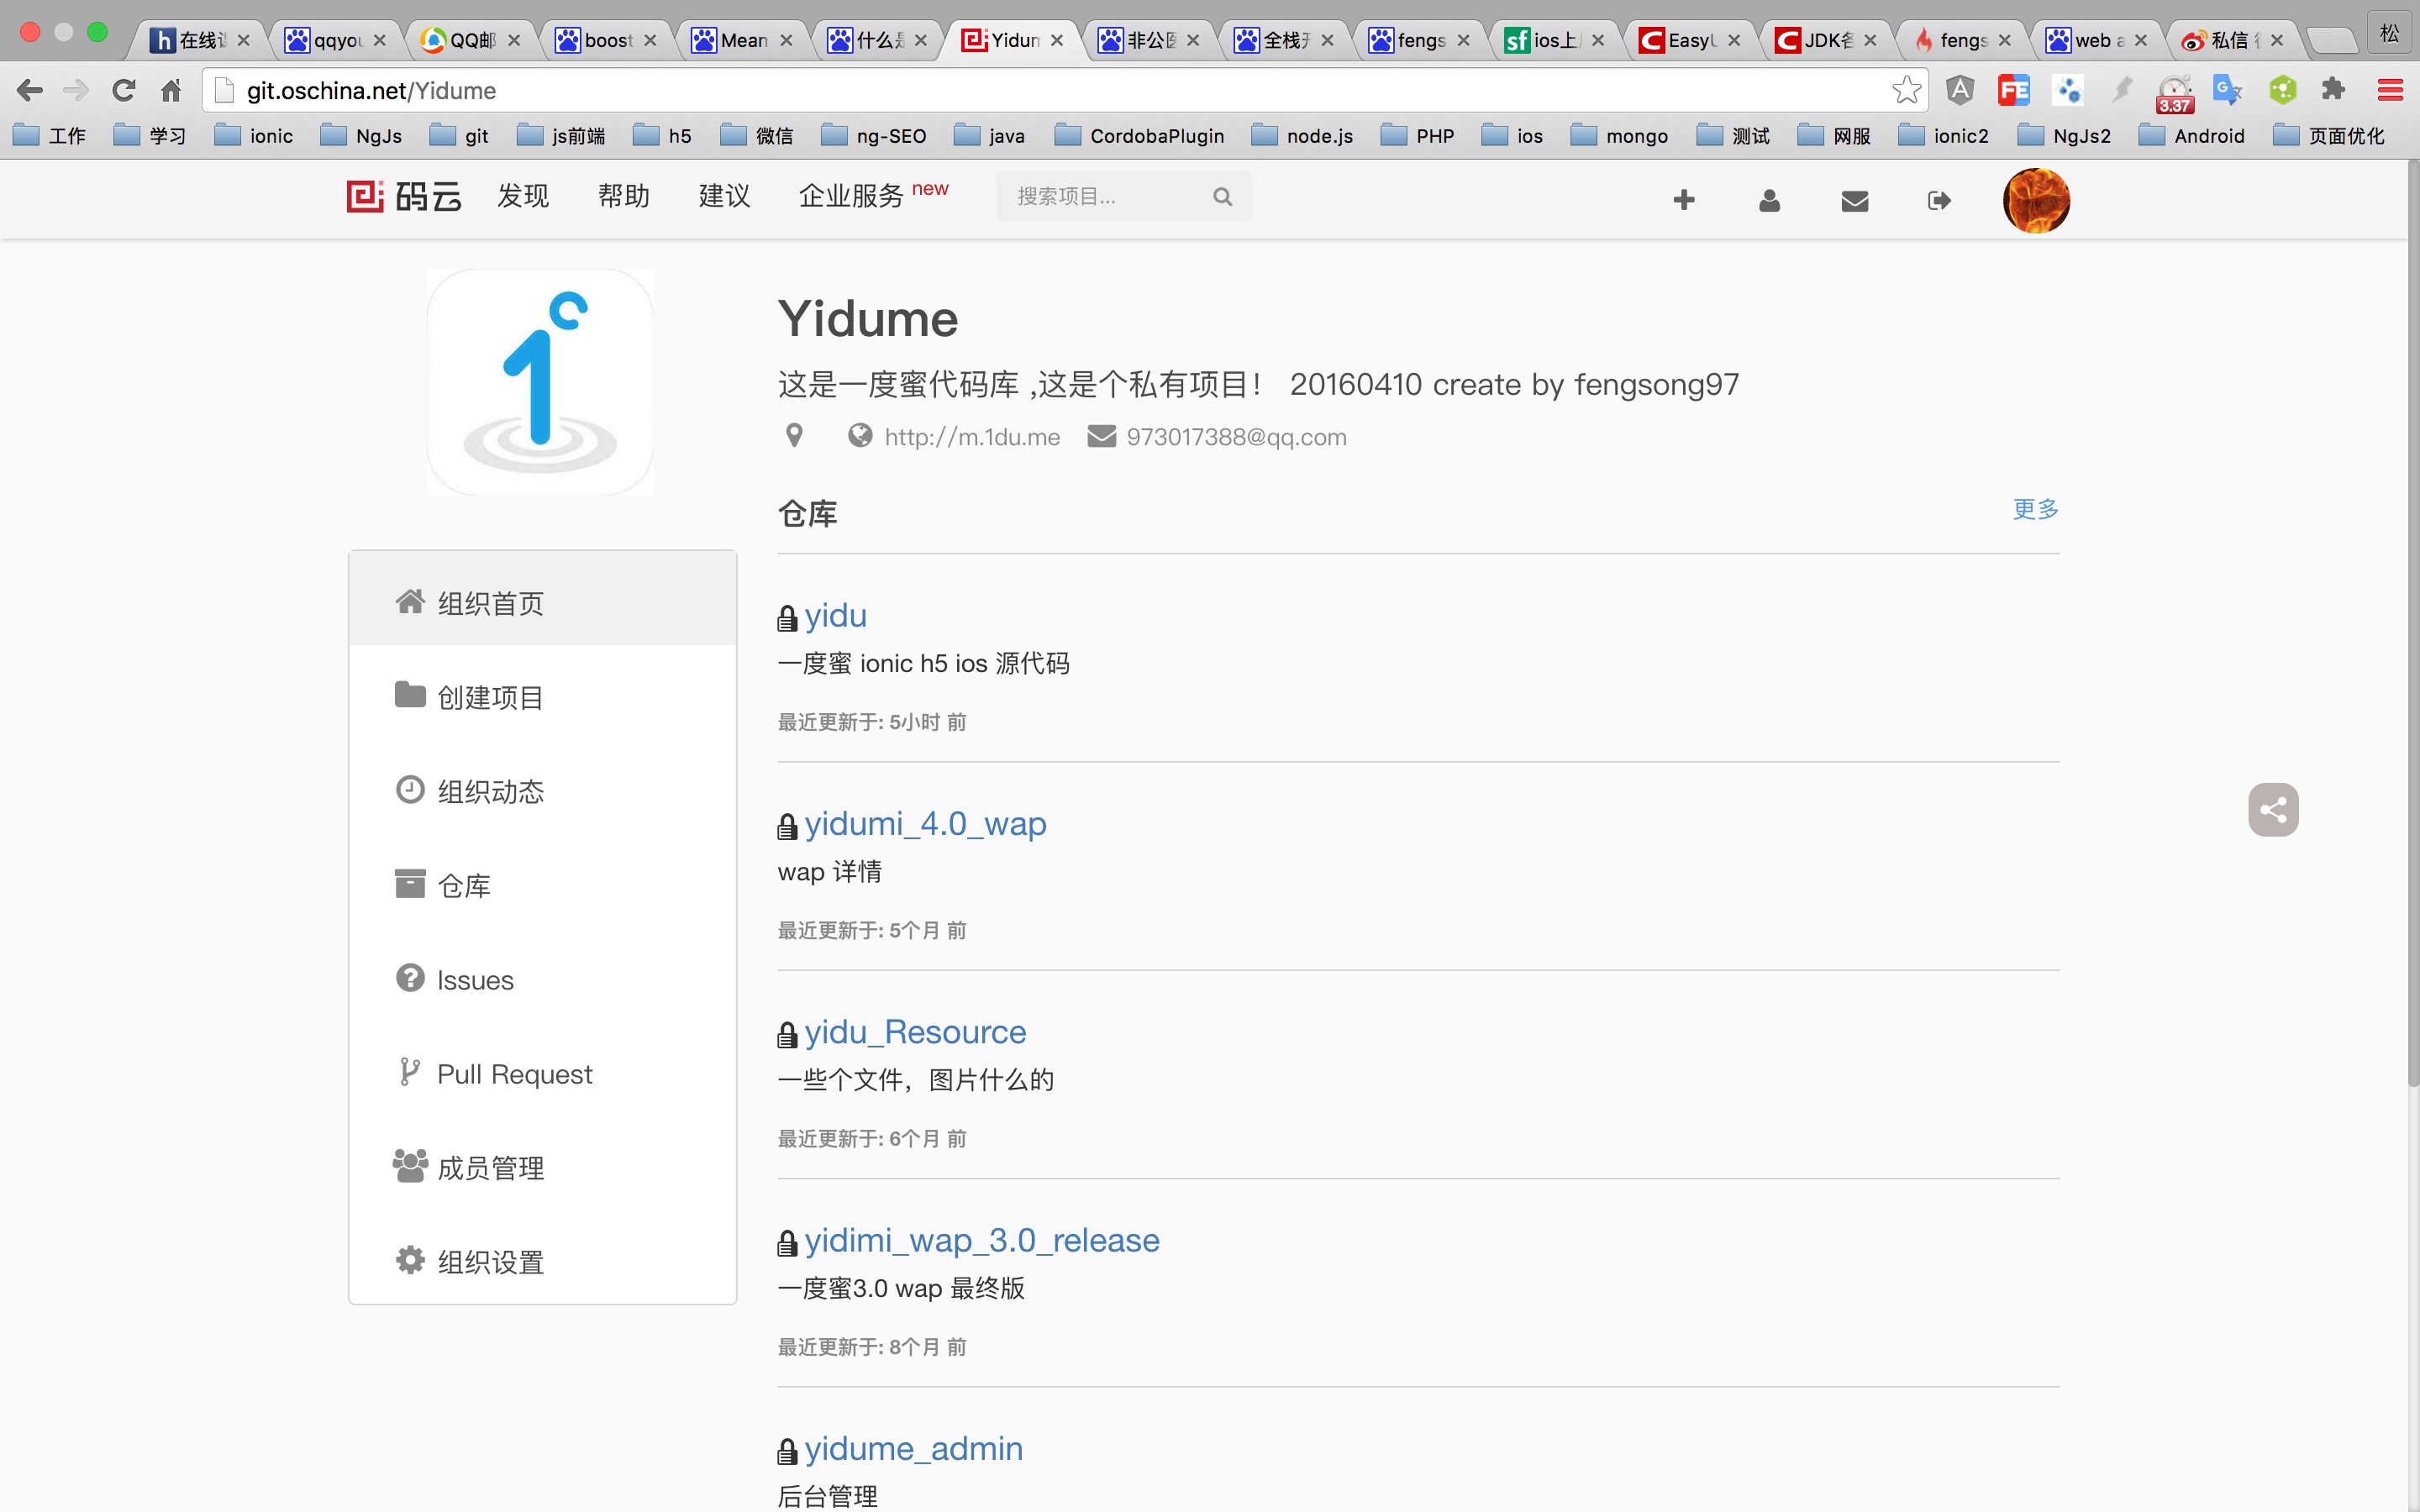 在线 qqyou QQ邮 boost Mean 什么是 Yidum 非公 全栈 fengs ios上 EasyU JDK各 fengs web a 私信 松
git.oschina.net/Yidume
FE 3.37
工作 学习 ionic NgJs git js前端 h5 微信 ng-SEO java CordobaPlugin node.js PHP ios mongo 测试 网服 ionic2 NgJs2 Android 页面优化
码云 发现 帮助 建议 企业服务 new 搜索项目...
Yidume
这是一度蜜代码库 ,这是个私有项目！ 20160410 create by fengsong97
http://m.1du.me 973017388@qq.com
仓库 更多
组织首页
创建项目
组织动态
仓库
Issues
Pull Request
成员管理
组织设置
yidu
一度蜜 ionic h5 ios 源代码
最近更新于: 5小时 前
yidumi_4.0_wap
wap 详情
最近更新于: 5个月 前
yidu_Resource
一些个文件，图片什么的
最近更新于: 6个月 前
yidimi_wap_3.0_release
一度蜜3.0 wap 最终版
最近更新于: 8个月 前
yidume_admin
后台管理